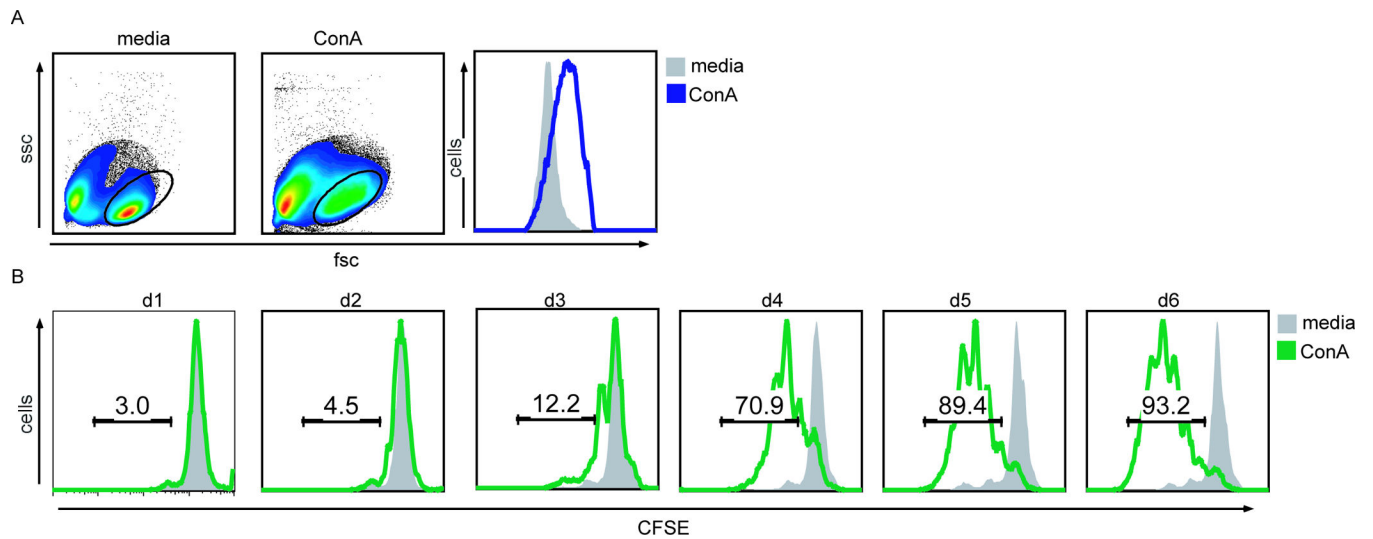 A
media
ConA
ssc
cells
media
ConA
fsc
B
d1
d2
d3
d4
d5
d6
cells
3.0
4.5
12.2
70.9
89.4
93.2
media
ConA
CFSE